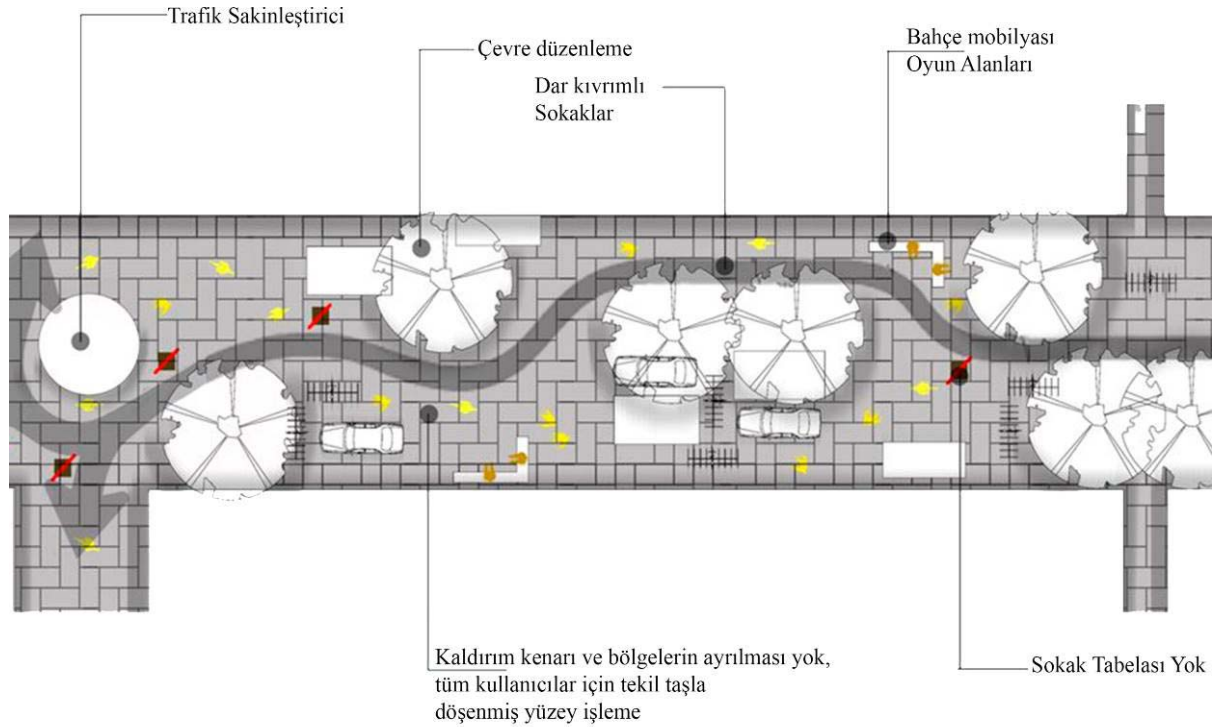 Trafik Sakinleştirici
Çevre düzenleme
Dar kıvrımlı
Sokaklar
Bahçe mobilyası
Oyun Alanları
Kaldırım kenarı ve bölgelerin ayrılması yok,
tüm kullanıcılar için tekil taşla
döşenmiş yüzey işleme
Sokak Tabelası Yok